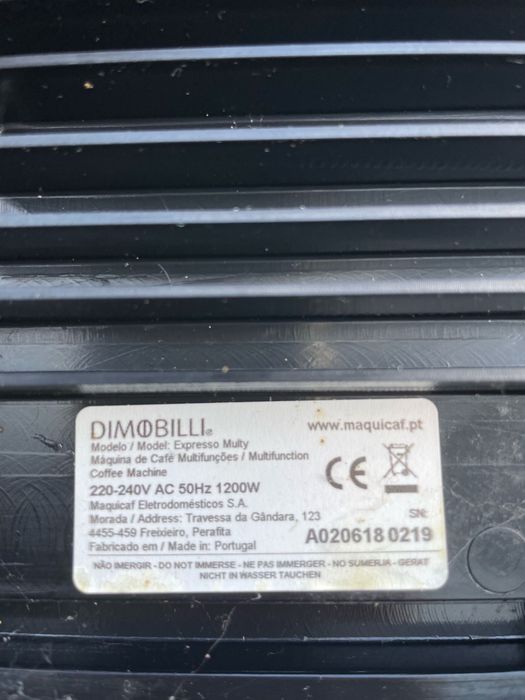 DIMOBILLI®
www.maquicaf.pt
Modelo / Model: Expresso Multy
Máquina de Café Multifunções / Multifunction
Coffee Machine
220-240V AC 50Hz 1200W
Maquicaf Eletrodomésticos S.A.
Morada / Address: Travessa da Gândara, 123
4455-459 Freixieiro, Perafita
Fabricado em / Made in: Portugal
CE
SN:
A020618 0219
NÃO IMERGIR - DO NOT IMMERSE - NE PAS IMMERGER - NO SUMERJA - GERAT
NICHT IN WASSER TAUCHEN